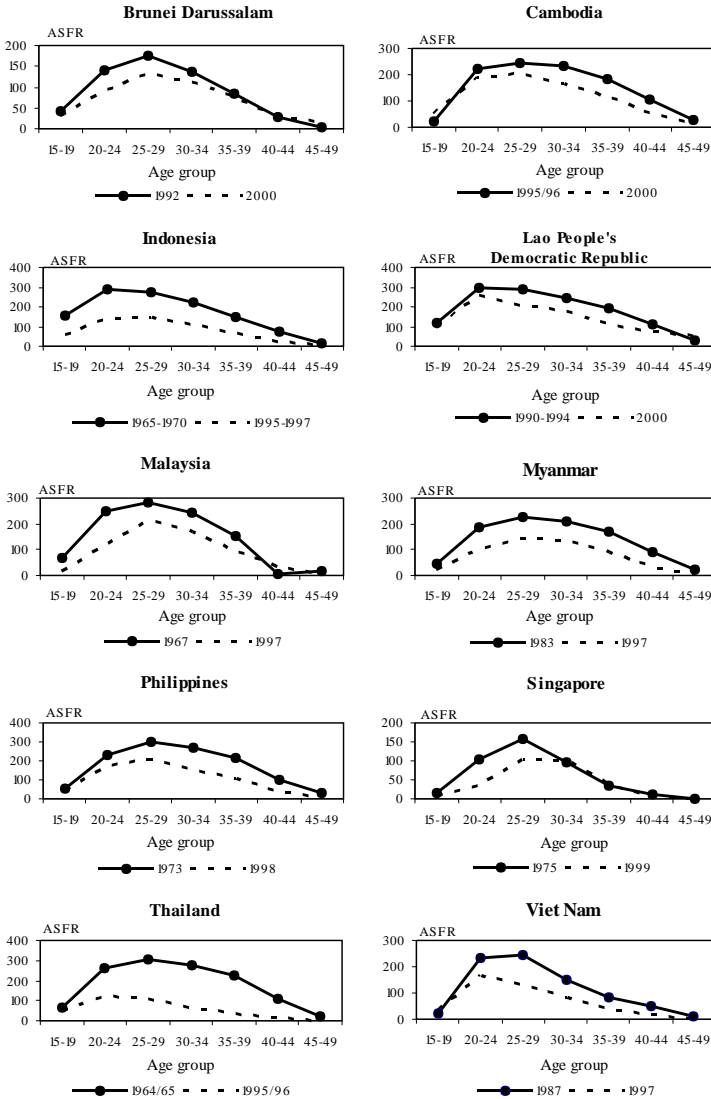 Brunei Darussalam
ASFR
200
150
100
50
0
15-19 20-24 25-29 30-34 35-39 40-44 45-49
Age group
1992 2000
Cambodia
ASFR
300
200
100
0
15-19 20-24 25-29 30-34 35-39 40-44 45-49
Age group
1995/96 2000
Indonesia
ASFR
400
300
200
100
0
15-19 20-24 25-29 30-34 35-39 40-44 45-49
Age group
1965-1970 1995-1997
Lao People's
Democratic Republic
ASFR
400
300
200
100
0
15-19 20-24 25-29 30-34 35-39 40-44 45-49
Age group
1990-1994 2000
Malaysia
ASFR
300
200
100
0
15-19 20-24 25-29 30-34 35-39 40-44 45-49
Age group
1967 1997
Myanmar
ASFR
300
200
100
0
15-19 20-24 25-29 30-34 35-39 40-44 45-49
Age group
1983 1997
Philippines
ASFR
400
300
200
100
0
15-19 20-24 25-29 30-34 35-39 40-44 45-49
Age group
1973 1998
Singapore
ASFR
200
150
100
50
0
15-19 20-24 25-29 30-34 35-39 40-44 45-49
Age group
1975 1999
Thailand
ASFR
400
300
200
100
0
15-19 20-24 25-29 30-34 35-39 40-44 45-49
Age group
1964/65 1995/96
Viet Nam
ASFR
300
200
100
0
15-19 20-24 25-29 30-34 35-39 40-44 45-49
Age group
1987 1997